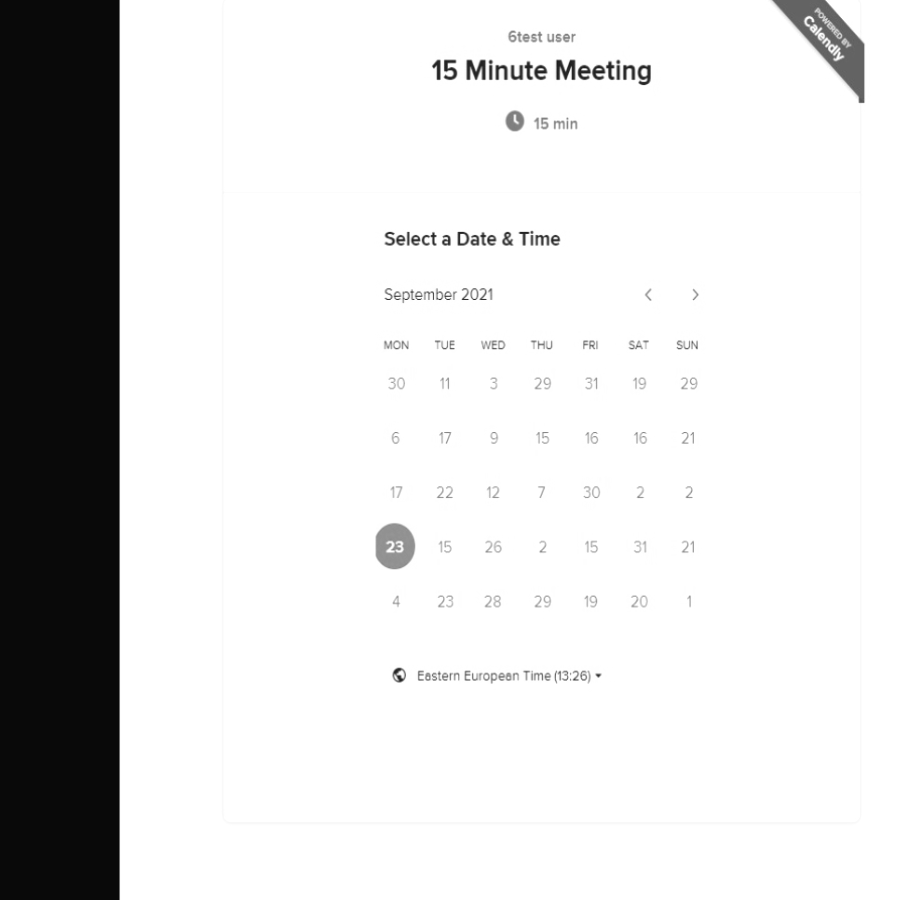 POWERED BY
Calendly
6test user
15 Minute Meeting
15 min
Select a Date & Time
September 2021
MON TUE WED THU FRI SAT SUN
30 11 3 29 31 19 29
6 17 9 15 16 16 21
17 22 12 7 30 2 2
23 15 26 2 15 31 21
4 23 28 29 19 20 1
Eastern European Time (13:26)